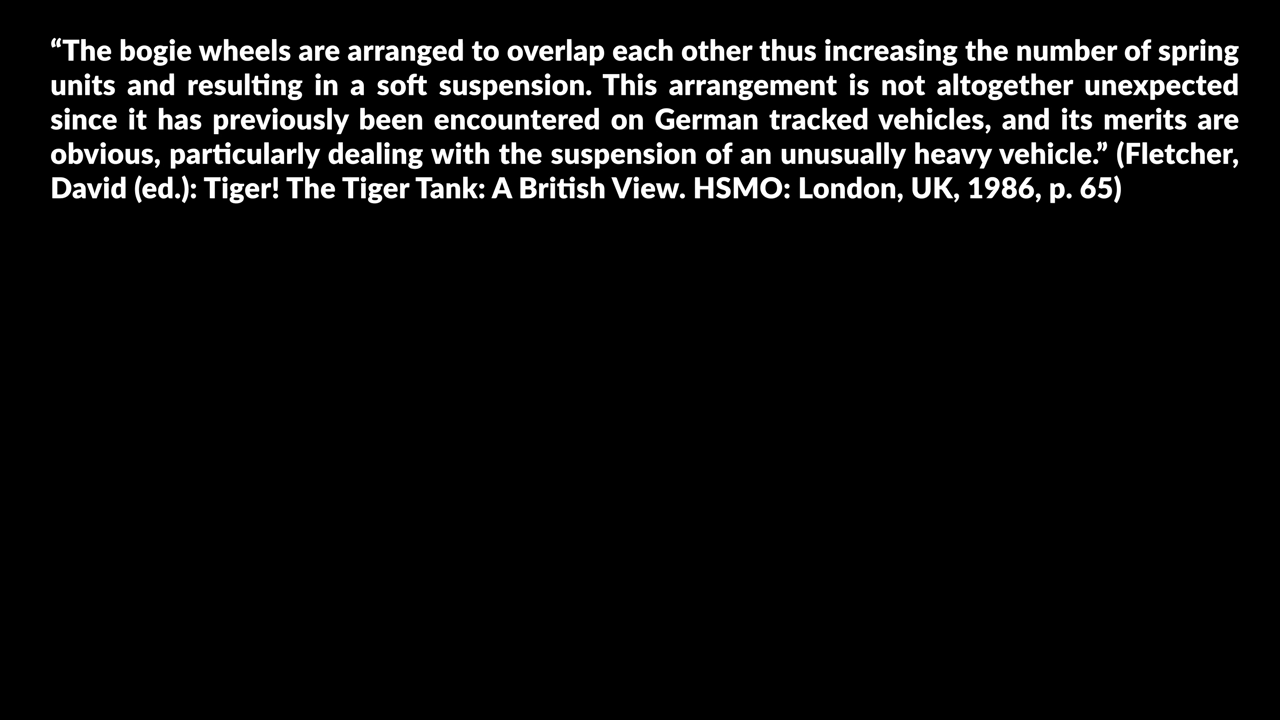 “The bogie wheels are arranged to overlap each other thus increasing the number of spring
units and resulting in a soft suspension. This arrangement is not altogether unexpected
since it has previously been encountered on German tracked vehicles, and its merits are
obvious, particularly dealing with the suspension of an unusually heavy vehicle.” (Fletcher,
David (ed.): Tiger! The Tiger Tank: A British View. HSMO: London, UK, 1986, p. 65)